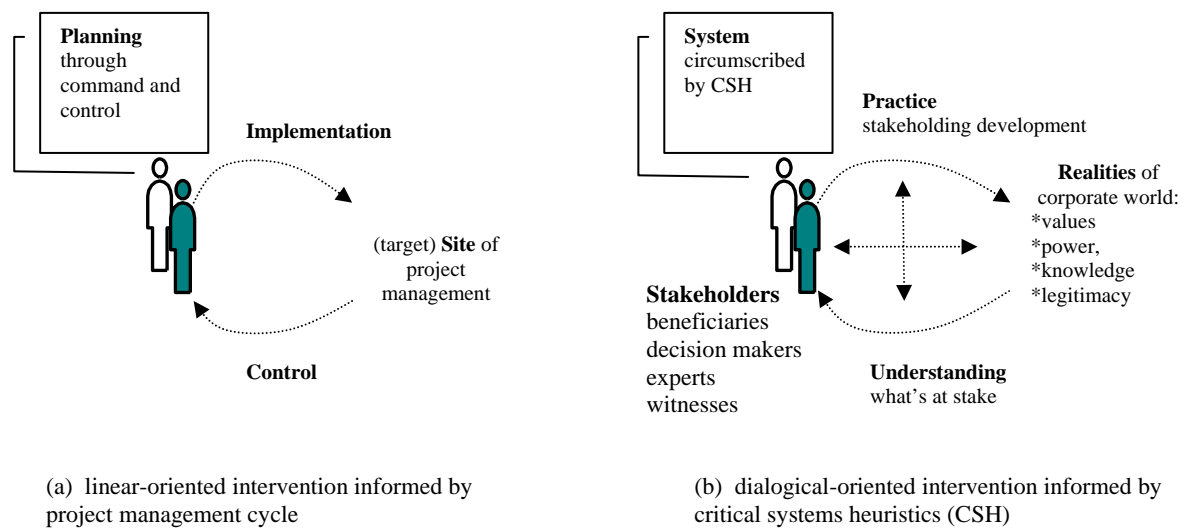 Planning
through
command and
control
Implementation
(target) Site of
project
management
Control
(a) linear-oriented intervention informed by
project management cycle
System
circumscribed
by CSH
Practice
stakeholding development
Realities of
corporate world:
*values
*power,
*knowledge
*legitimacy
Stakeholders
beneficiaries
decision makers
experts
witnesses
Understanding
what's at stake
(b) dialogical-oriented intervention informed by
critical systems heuristics (CSH)